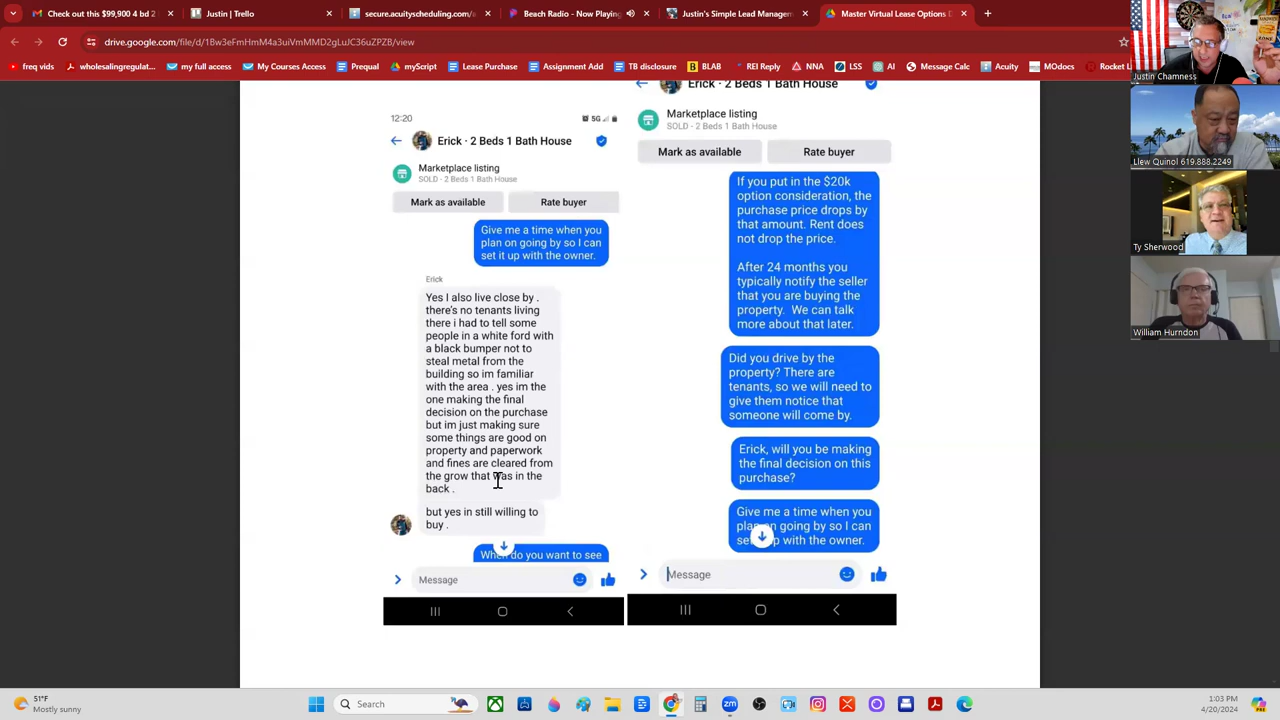 Check out this $99,900 4 bd 2
Justin | Trello
secure.acuityscheduling.com/a
Beach Radio - Now Playing
Justin's Simple Lead Managem
Master Virtual Lease Options D
drive.google.com/file/d/1Bw3eFmHmM4a3uiVmMMD2gLuJC36uZPZB/view
freq vids
wholesalingregulat...
my full access
My Courses Access
Prequal
myScript
Lease Purchase
Assignment Add
TB disclosure
BLAB
REI Reply
NNA
LSS
AI
Message Calc
Acuity
MOdocs
Rocket L
Justin Chamness
Llew Quinol 619.888.2249
Ty Sherwood
William Hurndon
12:20
5G
Erick · 2 Beds 1 Bath House
Marketplace listing
SOLD - 2 Beds 1 Bath House
Mark as available
Rate buyer
Give me a time when you
plan on going by so I can
set it up with the owner.
Erick
Yes I also live close by .
there's no tenants living
there i had to tell some
people in a white ford with
a black bumper not to
steal metal from the
building so im familiar
with the area . yes im the
one making the final
decision on the purchase
but im just making sure
some things are good on
property and paperwork
and fines are cleared from
the grow that was in the
back .
but yes in still willing to
buy .
When do you want to see
Message
Erick · 2 Beds 1 Bath House
Marketplace listing
SOLD - 2 Beds 1 Bath House
Mark as available
Rate buyer
If you put in the $20k
option consideration, the
purchase price drops by
that amount. Rent does
not drop the price.
After 24 months you
typically notify the seller
that you are buying the
property. We can talk
more about that later.
Did you drive by the
property? There are
tenants, so we will need to
give them notice that
someone will come by.
Erick, will you be making
the final decision on this
purchase?
Give me a time when you
plan on going by so I can
set up with the owner.
Message
51°F
Mostly sunny
Search
1:03 PM
4/20/2024